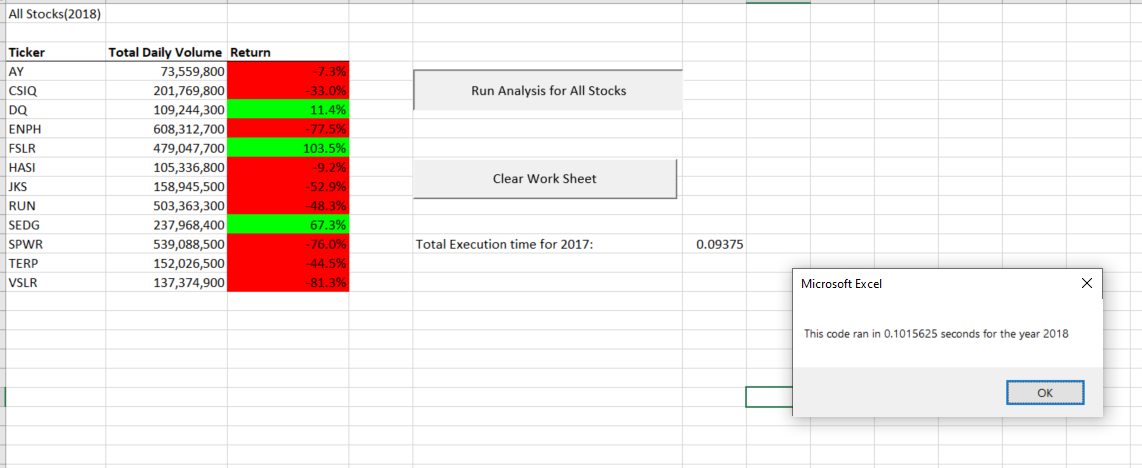 All Stocks(2018)
Ticker Total Daily Volume Return
AY 73,559,800 -7.3%
CSIQ 201,769,800 -33.0%
DQ 109,244,300 11.4%
ENPH 608,312,700 -77.5%
FSLR 479,047,700 103.5%
HASI 105,336,800 -9.2%
JKS 158,945,500 -52.9%
RUN 503,363,300 -48.3%
SEDG 237,968,400 67.3%
SPWR 539,088,500 -76.0%
TERP 152,026,500 -44.5%
VSLR 137,374,900 -81.3%
Run Analysis for All Stocks
Clear Work Sheet
Total Execution time for 2017: 0.09375
Microsoft Excel
This code ran in 0.1015625 seconds for the year 2018
OK